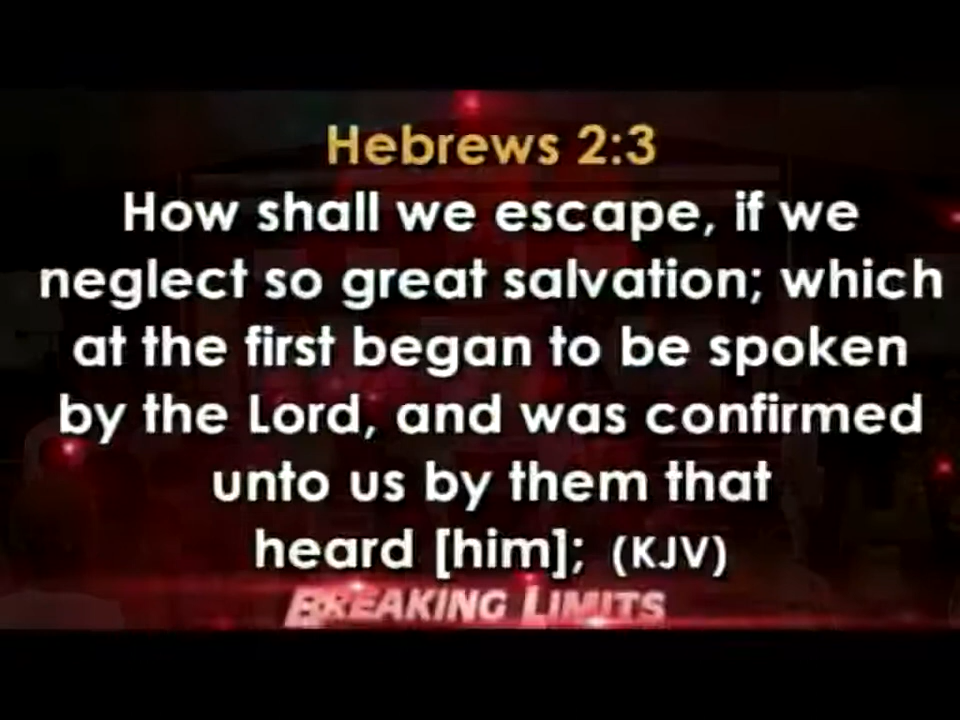 Hebrews 2:3
How shall we escape, if we
neglect so great salvation; which
at the first began to be spoken
by the Lord, and was confirmed
unto us by them that
heard [him]; (KJV)
BREAKING LIMITS